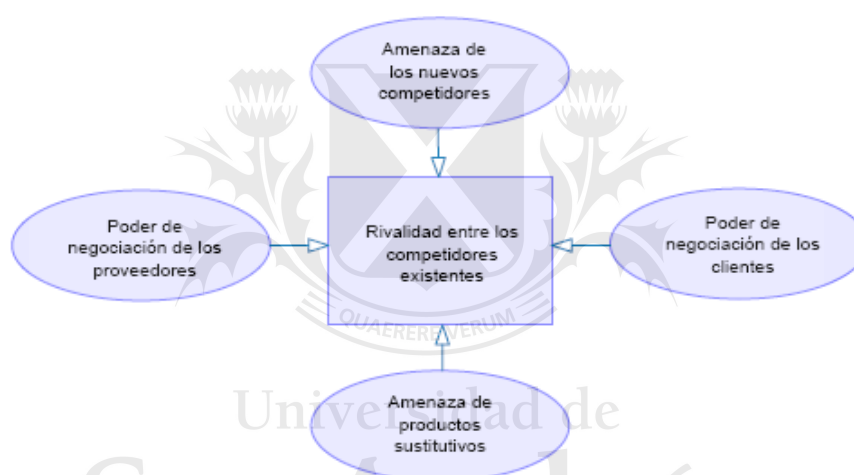 Amenaza de
los nuevos
competidores
Poder de
negociación de los
proveedores
Rivalidad entre los
competidores
existentes
Poder de
negociación de los
clientes
QUAERERE VERUM
Amenaza de
productos
sustitutivos
Universidad de